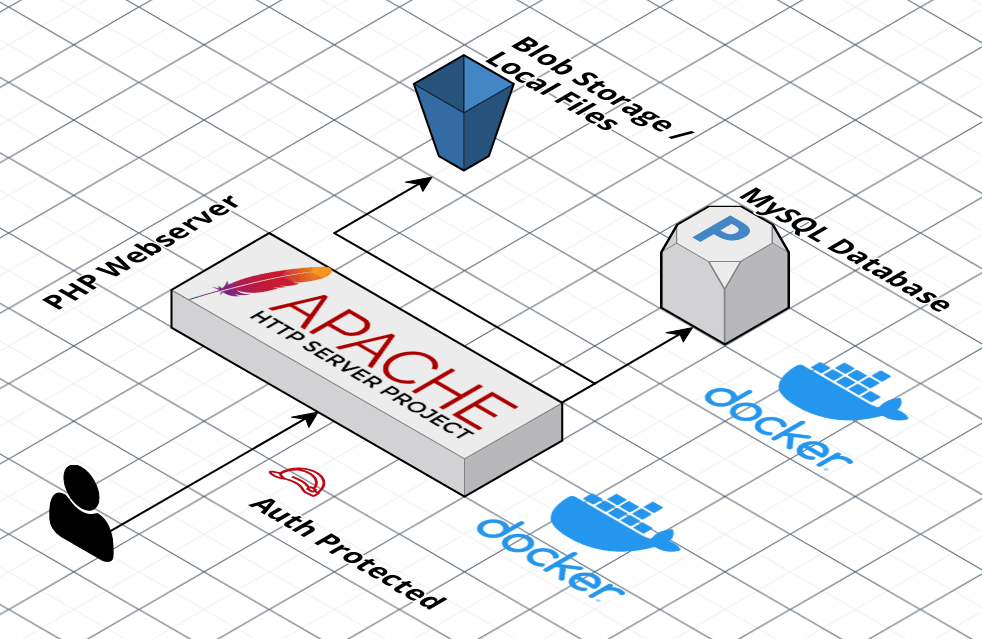 Blob Storage /
Local Files
MySQL Database
P
PHP Webserver
APACHE
HTTP SERVER PROJECT
docker
Auth Protected
docker